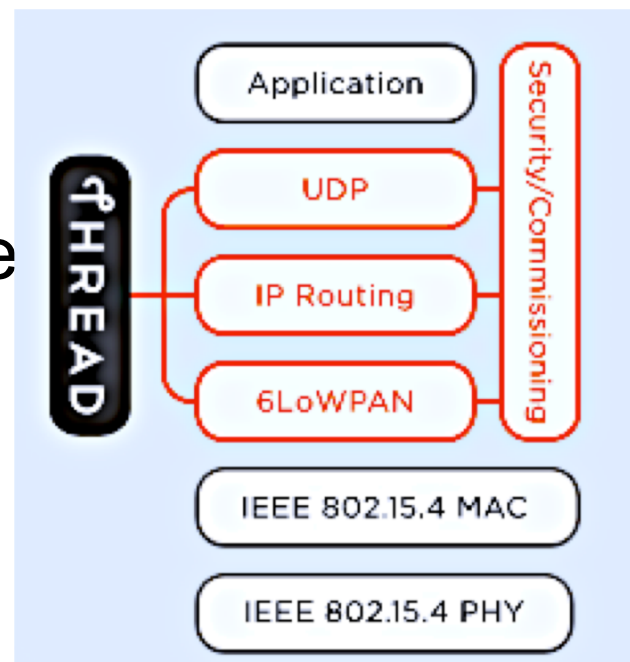 Application
Security/Commissioning
THREAD
UDP
e
IP Routing
6LoWPAN
IEEE 802.15.4 MAC
IEEE 802.15.4 PHY